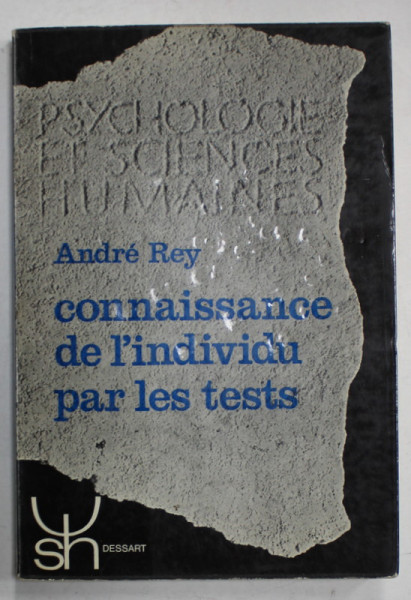 PSYCHOLOGIE
ET SCIENCES
HUMAINES
André Rey
connaissance
de l'individu
par les tests
ψ
sh DESSART